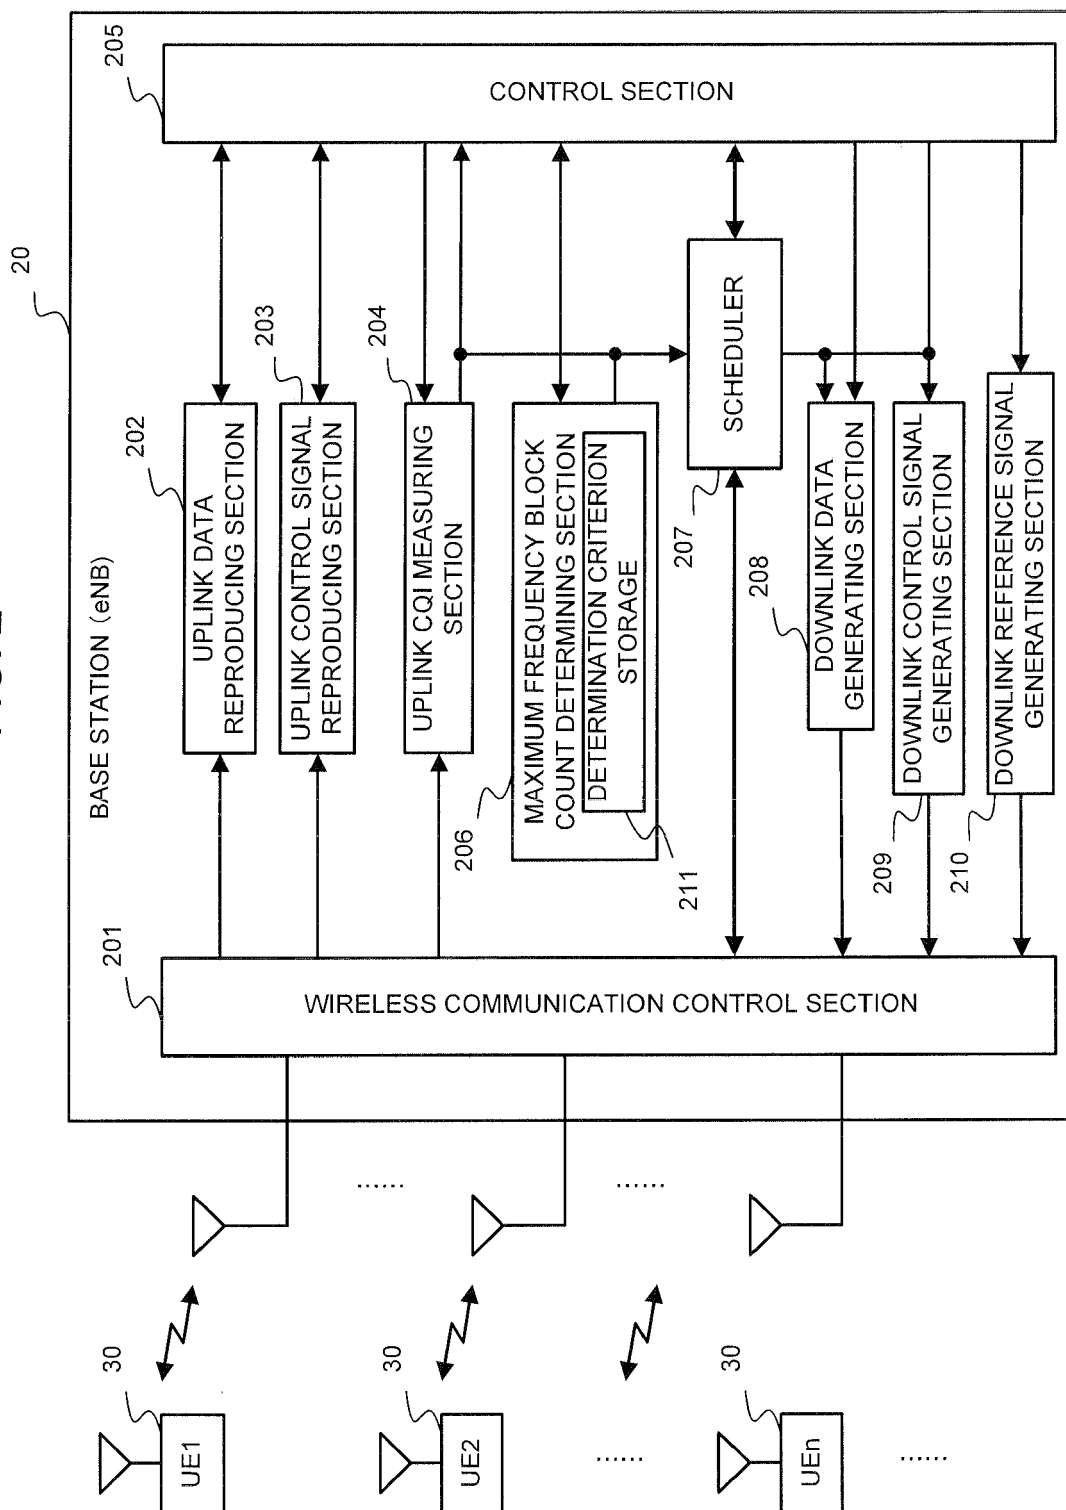 20
BASE STATION (eNB)
205
CONTROL SECTION
202
UPLINK DATA
REPRODUCING SECTION
203
UPLINK CONTROL SIGNAL
REPRODUCING SECTION
204
UPLINK CQI MEASURING
SECTION
206
MAXIMUM FREQUENCY BLOCK
COUNT DETERMINING SECTION
DETERMINATION CRITERION
STORAGE
211
SCHEDULER
207
208
DOWNLINK DATA
GENERATING SECTION
DOWNLINK CONTROL SIGNAL
GENERATING SECTION
209
DOWNLINK REFERENCE SIGNAL
GENERATING SECTION
210
201
WIRELESS COMMUNICATION CONTROL SECTION
......
......
30
UE1
30
UE2
......
30
UEn
......